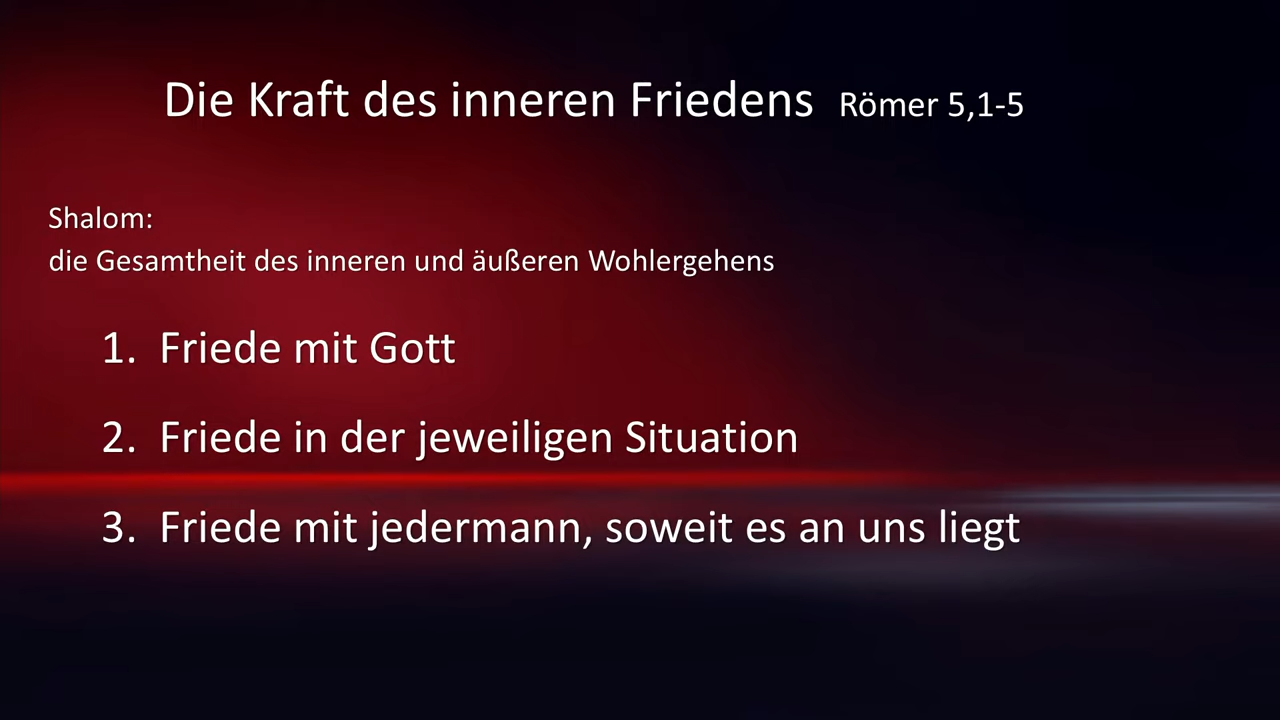 Die Kraft des inneren Friedens Römer 5,1-5
Shalom:
die Gesamtheit des inneren und äußeren Wohlergehens
1. Friede mit Gott
2. Friede in der jeweiligen Situation
3. Friede mit jedermann, soweit es an uns liegt